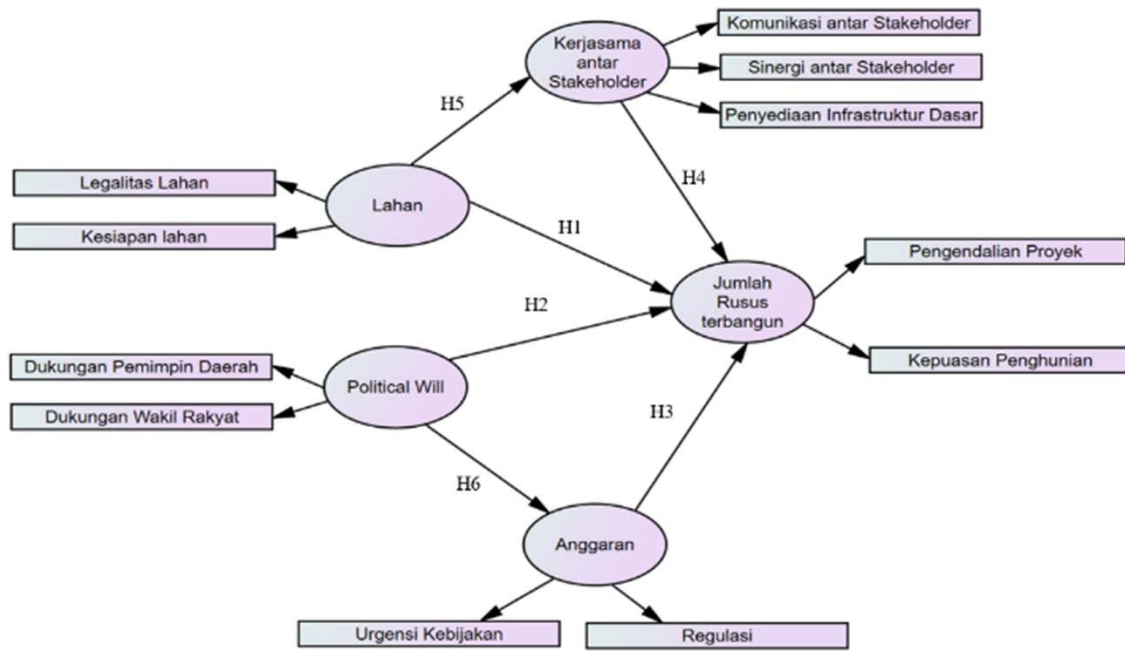 Kerjasama
antar
Stakeholder
Komunikasi antar Stakeholder
Sinergi antar Stakeholder
Penyediaan Infrastruktur Dasar
H5
H4
Legalitas Lahan
Kesiapan lahan
Lahan
H1
Jumlah
Rusus
terbangun
Pengendalian Proyek
Kepuasan Penghunian
H2
Dukungan Pemimpin Daerah
Dukungan Wakil Rakyat
Political Will
H3
H6
Anggaran
Urgensi Kebijakan
Regulasi